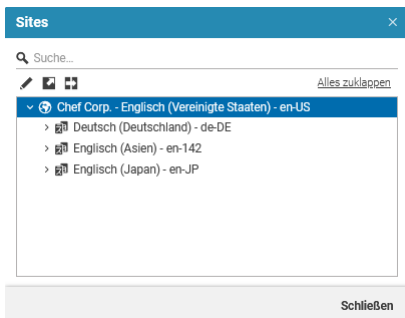 Sites
Suche...
Alles zuklappen
Chef Corp. - Englisch (Vereinigte Staaten) - en-US
Deutsch (Deutschland) - de-DE
Englisch (Asien) - en-142
Englisch (Japan) - en-JP
Schließen